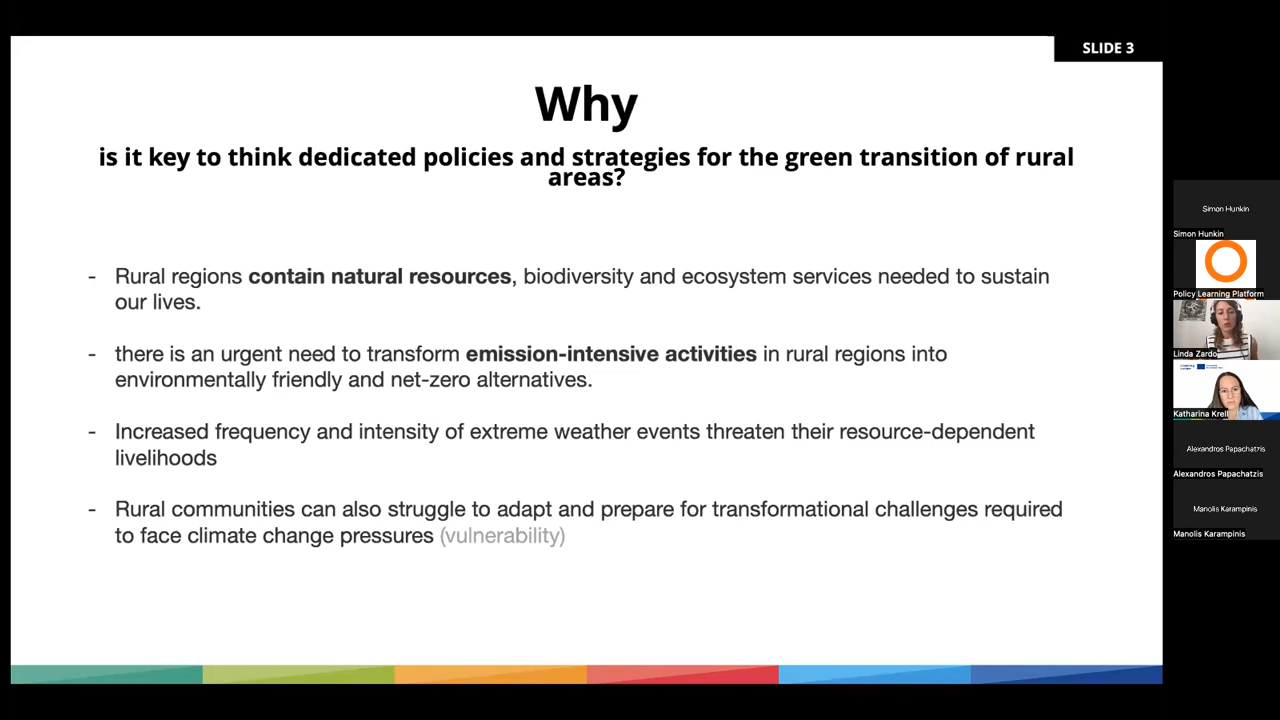 SLIDE 3
Why
is it key to think dedicated policies and strategies for the green transition of rural
areas?
- Rural regions contain natural resources, biodiversity and ecosystem services needed to sustain
our lives.
- there is an urgent need to transform emission-intensive activities in rural regions into
environmentally friendly and net-zero alternatives.
- Increased frequency and intensity of extreme weather events threaten their resource-dependent
livelihoods
- Rural communities can also struggle to adapt and prepare for transformational challenges required
to face climate change pressures (vulnerability)
Simon Hunkin
Simon Hunkin
Policy Learning Platform
Linda Zardo
Katharina Krell
Alexandros Papachatzis
Alexandros Papachatzis
Manolis Karampinis
Manolis Karampinis